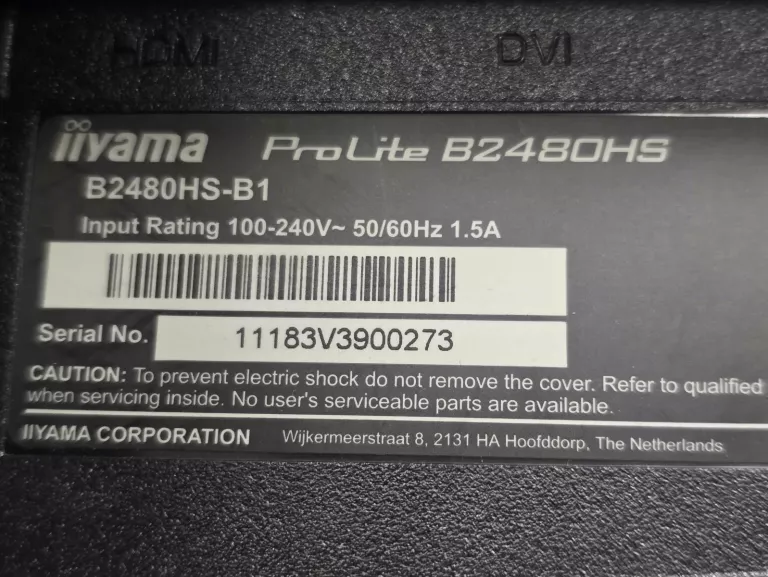 HDMI DVI
iiyama ProLite B2480HS
B2480HS-B1
Input Rating 100-240V~ 50/60Hz 1.5A
Serial No. 11183V3900273
CAUTION: To prevent electric shock do not remove the cover. Refer to qualified
when servicing inside. No user's serviceable parts are available.
IIYAMA CORPORATION Wijkermeerstraat 8, 2131 HA Hoofddorp, The Netherlands